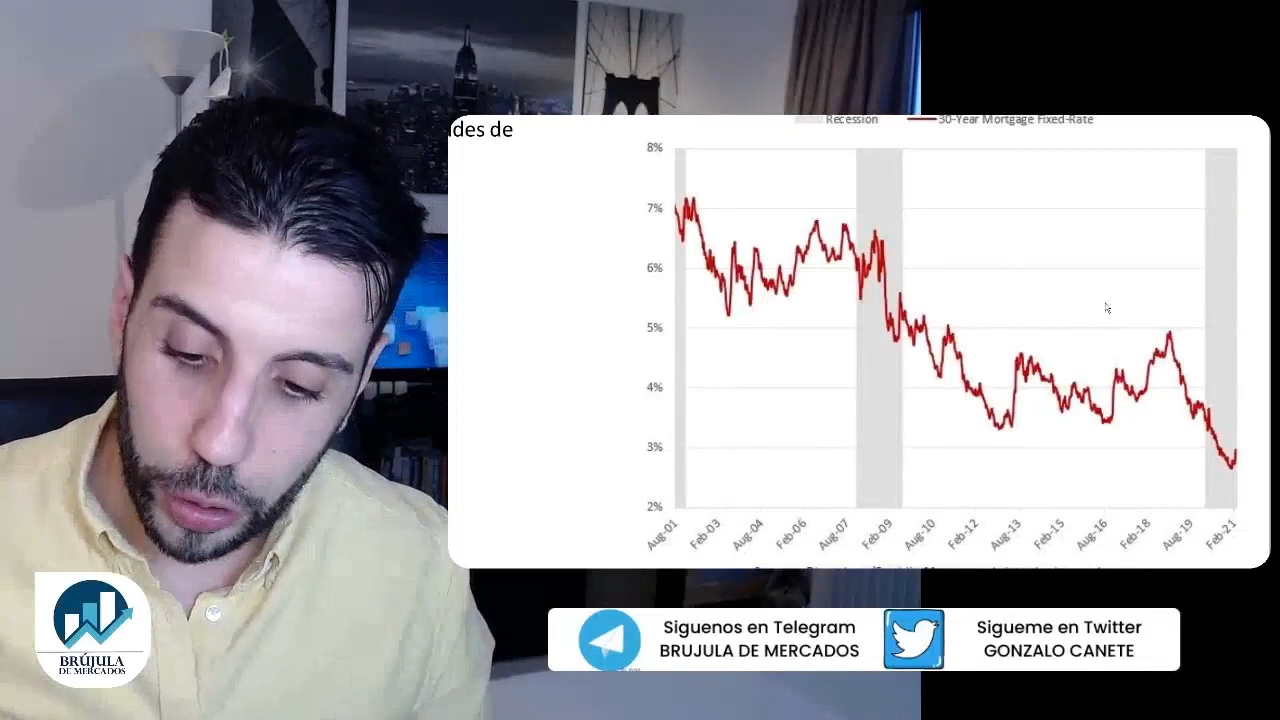 des de
Recession 30-Year Mortgage Fixed-Rate
8%
7%
6%
5%
4%
3%
2%
Aug-01 Feb-03 Aug-04 Feb-06 Aug-07 Feb-09 Aug-10 Feb-12 Aug-13 Feb-15 Aug-16 Feb-18 Aug-19 Feb-21
BRÚJULA
DE MERCADOS
Siguenos en Telegram
BRUJULA DE MERCADOS
Sigueme en Twitter
GONZALO CANETE